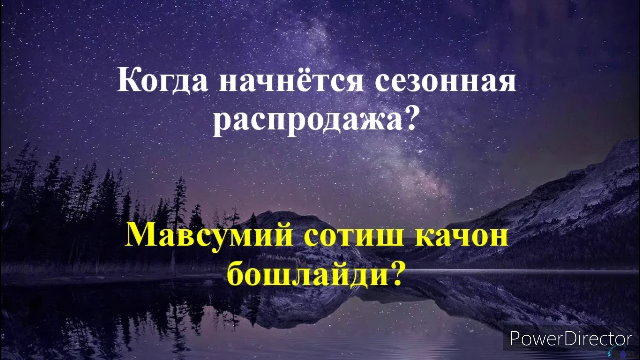 Когда начнётся сезонная
распродажа?
Мавсумий сотиш качон
бошлайди?
PowerDirector